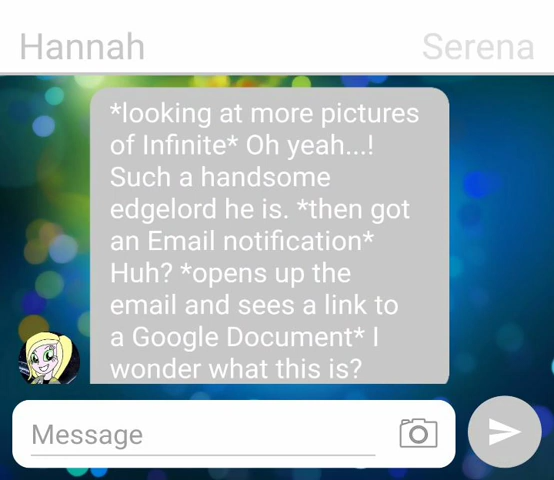 Hannah Serena
*looking at more pictures
of Infinite* Oh yeah...!
Such a handsome
edgelord he is. *then got
an Email notification*
Huh? *opens up the
email and sees a link to
a Google Document* I
wonder what this is?
Message